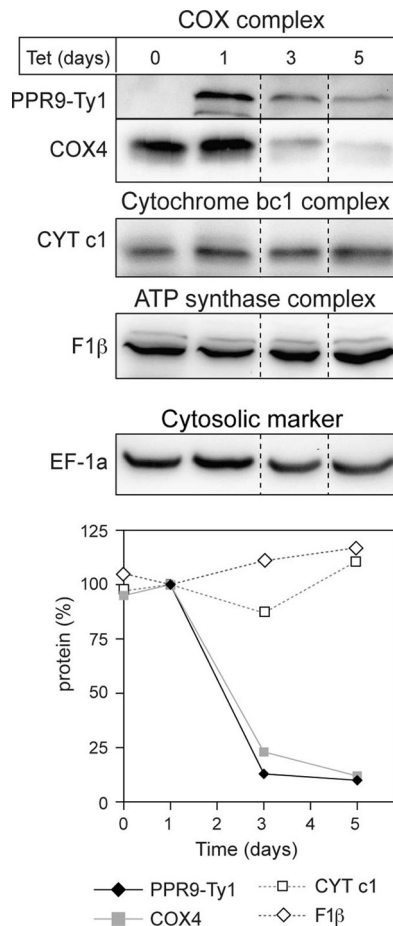 COX complex
Tet (days) 0 1 3 5
PPR9-Ty1
COX4
Cytochrome bc1 complex
CYT c1
ATP synthase complex
F1β
Cytosolic marker
EF-1a
125
100
75
50
25
0
protein (%)
0 1 2 3 4 5
Time (days)
PPR9-Ty1 CYT c1
COX4 F1β